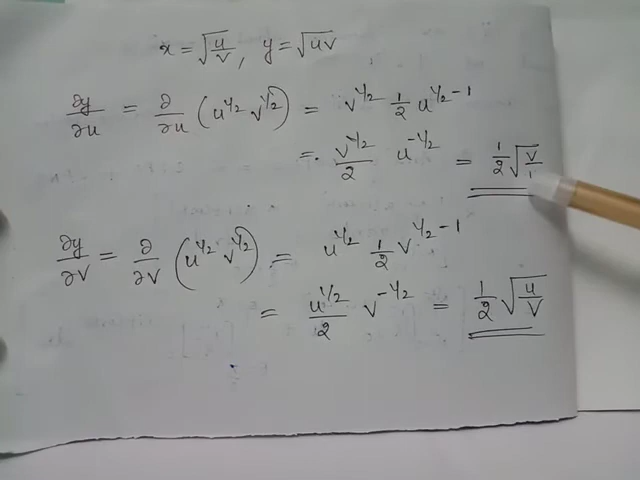 x = √(u/v), y = √uv
∂y/∂u = ∂/∂u (u^1/2 v^1/2) = v^1/2 1/2 u^1/2-1
= v^1/2/2 u^-1/2 = 1/2 √v
∂y/∂v = ∂/∂v (u^1/2 v^1/2) = u^1/2 1/2 v^1/2-1
= u^1/2/2 v^-1/2 = 1/2 √(u/v)